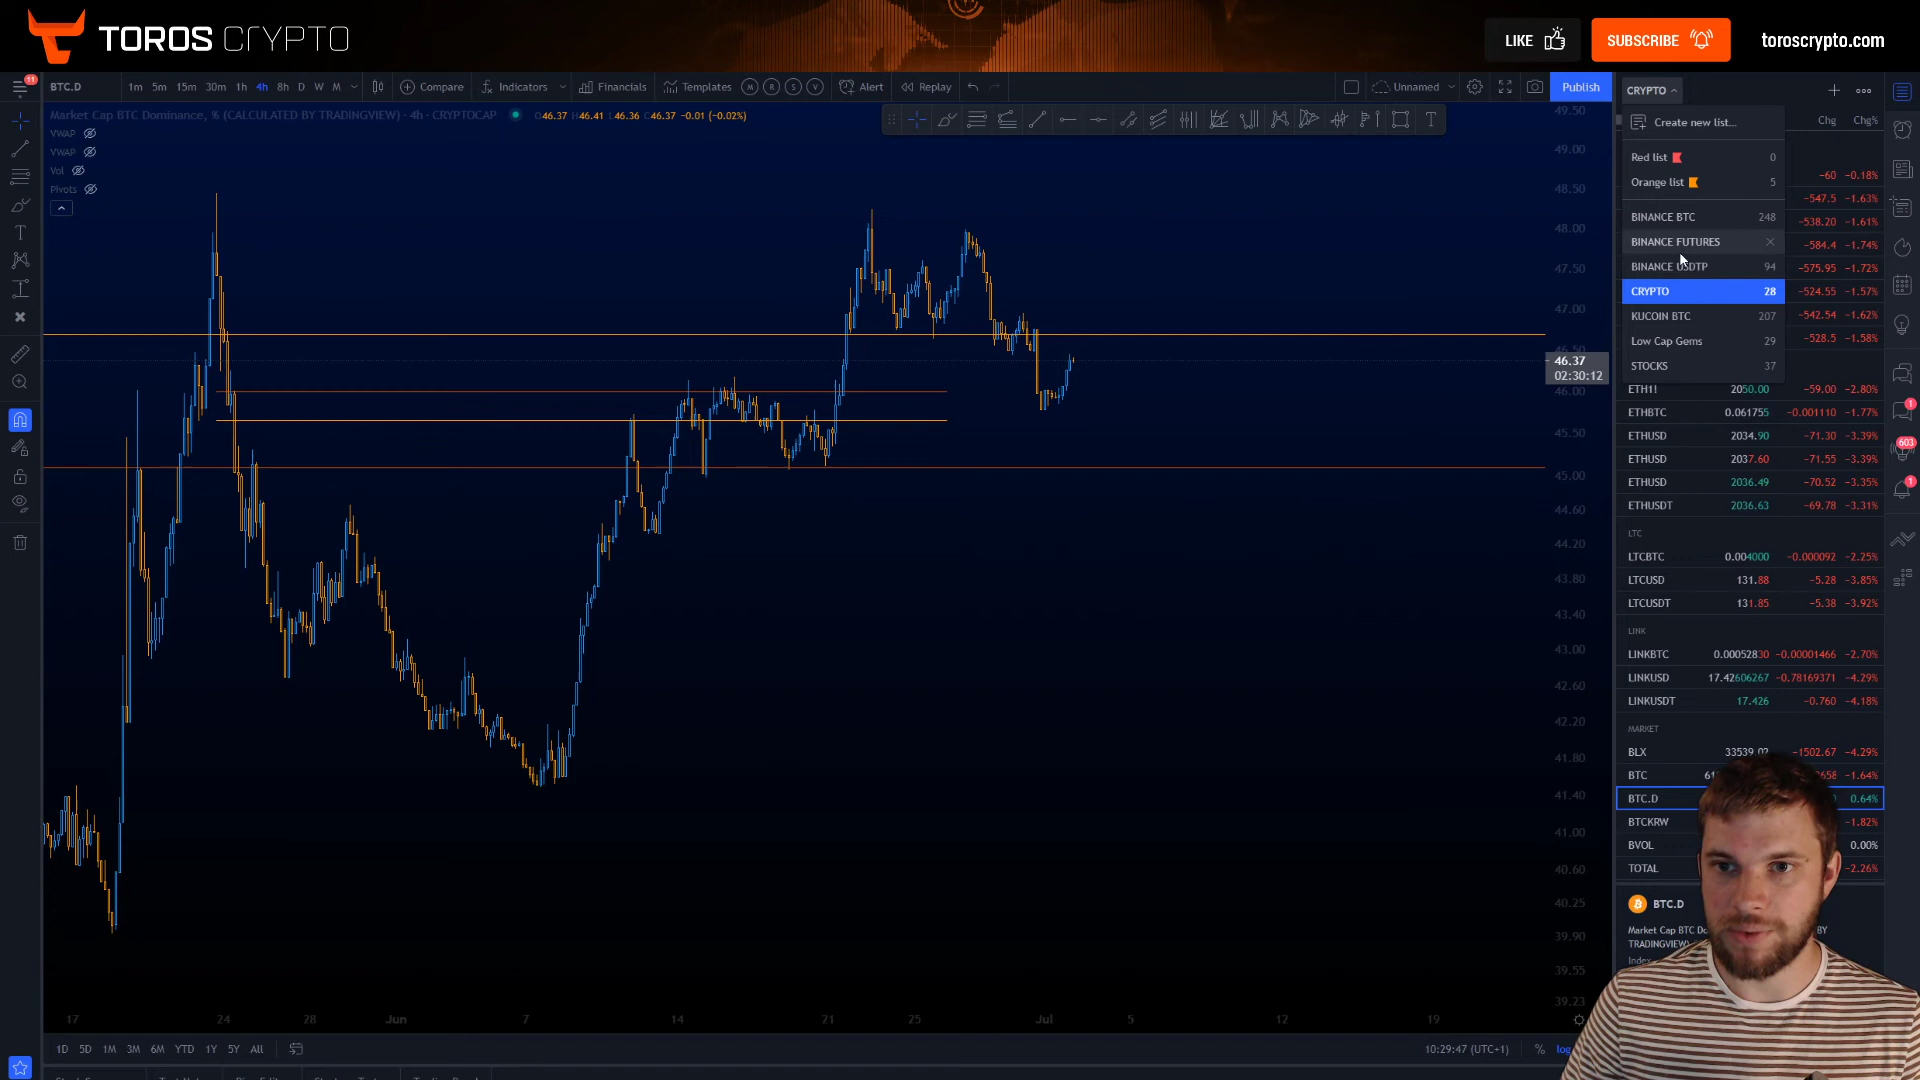 TOROS CRYPTO
LIKE
SUBSCRIBE
toroscrypto.com
11
BTC.D
1m 5m 15m 30m 1h 4h 8h D W M
Compare
Indicators
Financials
Templates
M R S V
Alert
Replay
Unnamed
Publish
CRYPTO
Market Cap BTC Dominance, % (CALCULATED BY TRADINGVIEW) · 4h · CRYPTOCAP
O46.37 H46.41 L46.36 C46.37 −0.01 (−0.02%)
VWAP
VWAP
Vol
Pivots
49.50
49.00
48.50
48.00
47.50
47.00
46.37
02:30:12
46.00
45.50
45.00
44.60
44.20
43.80
43.40
43.00
42.60
42.20
41.80
41.40
41.00
40.60
40.25
39.90
39.55
39.23
17 24 28 Jun 7 14 21 25 Jul 5 12 19
1D 5D 1M 3M 6M YTD 1Y 5Y All
10:29:47 (UTC+1)
%
log
Chg Chg%
Create new list...
Red list 0
Orange list 5
BINANCE BTC 248
BINANCE FUTURES
BINANCE USDTP 94
CRYPTO 28
KUCOIN BTC 207
Low Cap Gems 29
STOCKS 37
−60 −0.18%
−547.5 −1.63%
−538.20 −1.61%
−584.4 −1.74%
−575.95 −1.72%
−524.55 −1.57%
−542.54 −1.62%
−528.5 −1.58%
ETH1! 2050.00 −59.00 −2.80%
ETHBTC 0.061755 −0.001110 −1.77%
ETHUSD 2034.90 −71.30 −3.39%
ETHUSD 2037.60 −71.55 −3.39%
ETHUSD 2036.49 −70.52 −3.35%
ETHUSDT 2036.63 −69.78 −3.31%
LTC
LTCBTC 0.004000 −0.000092 −2.25%
LTCUSD 131.88 −5.28 −3.85%
LTCUSDT 131.85 −5.38 −3.92%
LINK
LINKBTC 0.00052830 −0.00001466 −2.70%
LINKUSD 17.42606267 −0.78169371 −4.29%
LINKUSDT 17.426 −0.760 −4.18%
MARKET
BLX 33539.02 −1502.67 −4.29%
BTC −1.64%
BTC.D 0.64%
BTCKRW −1.82%
BVOL 0.00%
TOTAL −2.26%
BTC.D
Market Cap BTC
TRADINGVIEW)
1
603
1